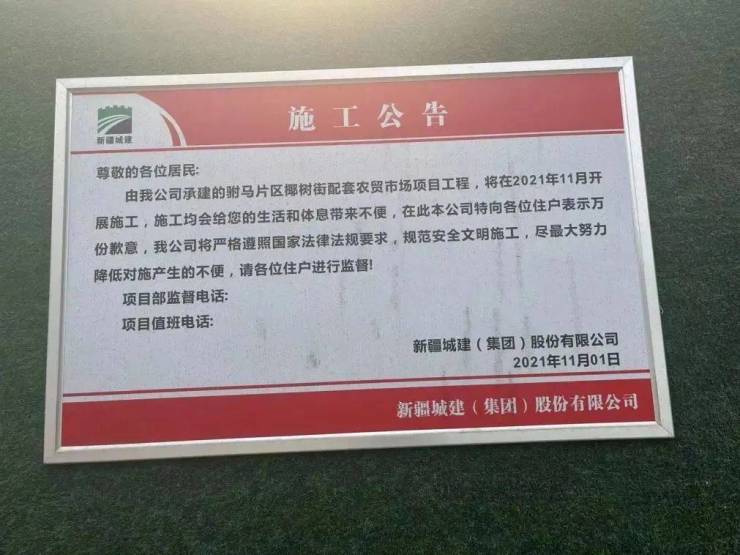 新疆城建
施工公告
尊敬的各位居民:
由我公司承建的驸马片区椰树街配套农贸市场项目工程，将在2021年11月开
展施工，施工均会给您的生活和体息带来不便，在此本公司特向各位住户表示万
份歉意，我公司将严格遵照国家法律法规要求，规范安全文明施工，尽最大努力
降低对施产生的不便，请各位住户进行监督!
项目部监督电话:
项目值班电话:
新疆城建（集团）股份有限公司
2021年11月01日
新疆城建（集团）股份有限公司